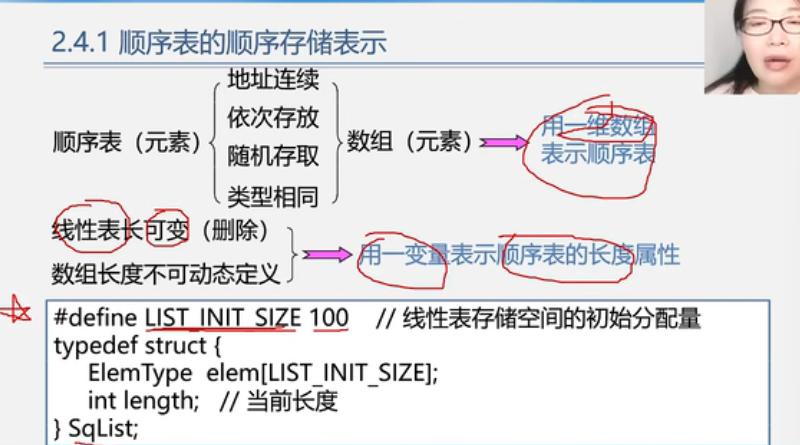 2.4.1 顺序表的顺序存储表示
地址连续
依次存放
顺序表（元素） 随机存取 数组（元素） 用一维数组
表示顺序表
类型相同
线性表长可变（删除）
用一变量表示顺序表的长度属性
数组长度不可动态定义
#define LIST_INIT_SIZE 100 // 线性表存储空间的初始分配量
typedef struct {
ElemType elem[LIST_INIT_SIZE];
int length; // 当前长度
} SqList;